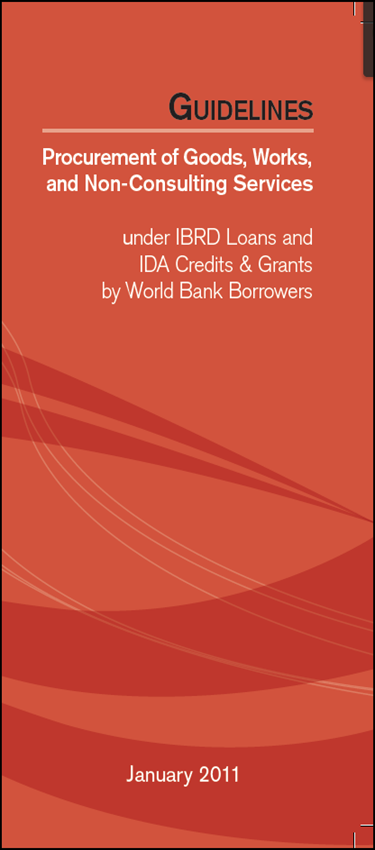 GUIDELINES
Procurement of Goods, Works,
and Non-Consulting Services
under IBRD Loans and
IDA Credits & Grants
by World Bank Borrowers
January 2011